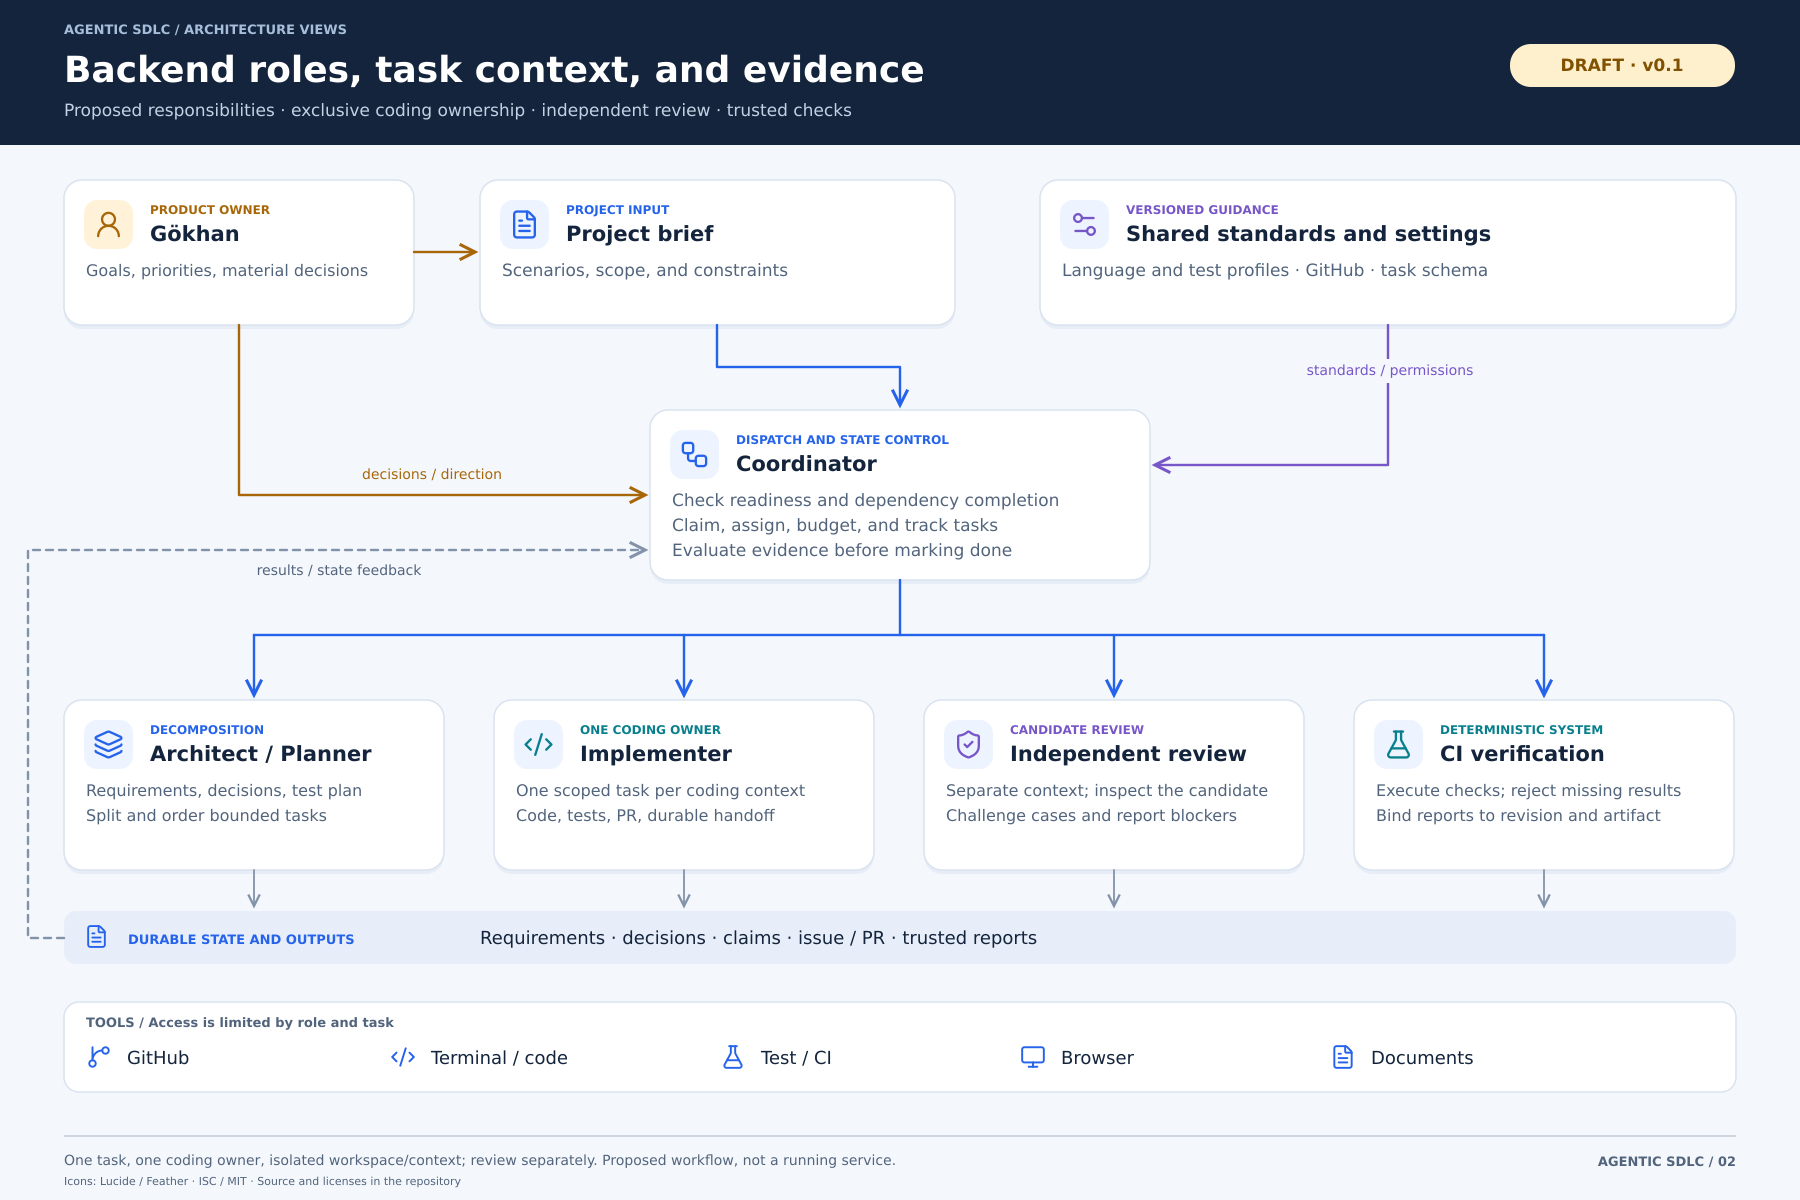 AGENTIC SDLC / ARCHITECTURE VIEWS
Backend roles, task context, and evidence
Proposed responsibilities · exclusive coding ownership · independent review · trusted checks
DRAFT · v0.1
PRODUCT OWNER
Gökhan
Goals, priorities, material decisions
PROJECT INPUT
Project brief
Scenarios, scope, and constraints
VERSIONED GUIDANCE
Shared standards and settings
Language and test profiles · GitHub · task schema
standards / permissions
decisions / direction
DISPATCH AND STATE CONTROL
Coordinator
Check readiness and dependency completion
Claim, assign, budget, and track tasks
Evaluate evidence before marking done
results / state feedback
DECOMPOSITION
Architect / Planner
Requirements, decisions, test plan
Split and order bounded tasks
ONE CODING OWNER
Implementer
One scoped task per coding context
Code, tests, PR, durable handoff
CANDIDATE REVIEW
Independent review
Separate context; inspect the candidate
Challenge cases and report blockers
DETERMINISTIC SYSTEM
CI verification
Execute checks; reject missing results
Bind reports to revision and artifact
DURABLE STATE AND OUTPUTS
Requirements · decisions · claims · issue / PR · trusted reports
TOOLS / Access is limited by role and task
GitHub
Terminal / code
Test / CI
Browser
Documents
One task, one coding owner, isolated workspace/context; review separately. Proposed workflow, not a running service.
Icons: Lucide / Feather · ISC / MIT · Source and licenses in the repository
AGENTIC SDLC / 02